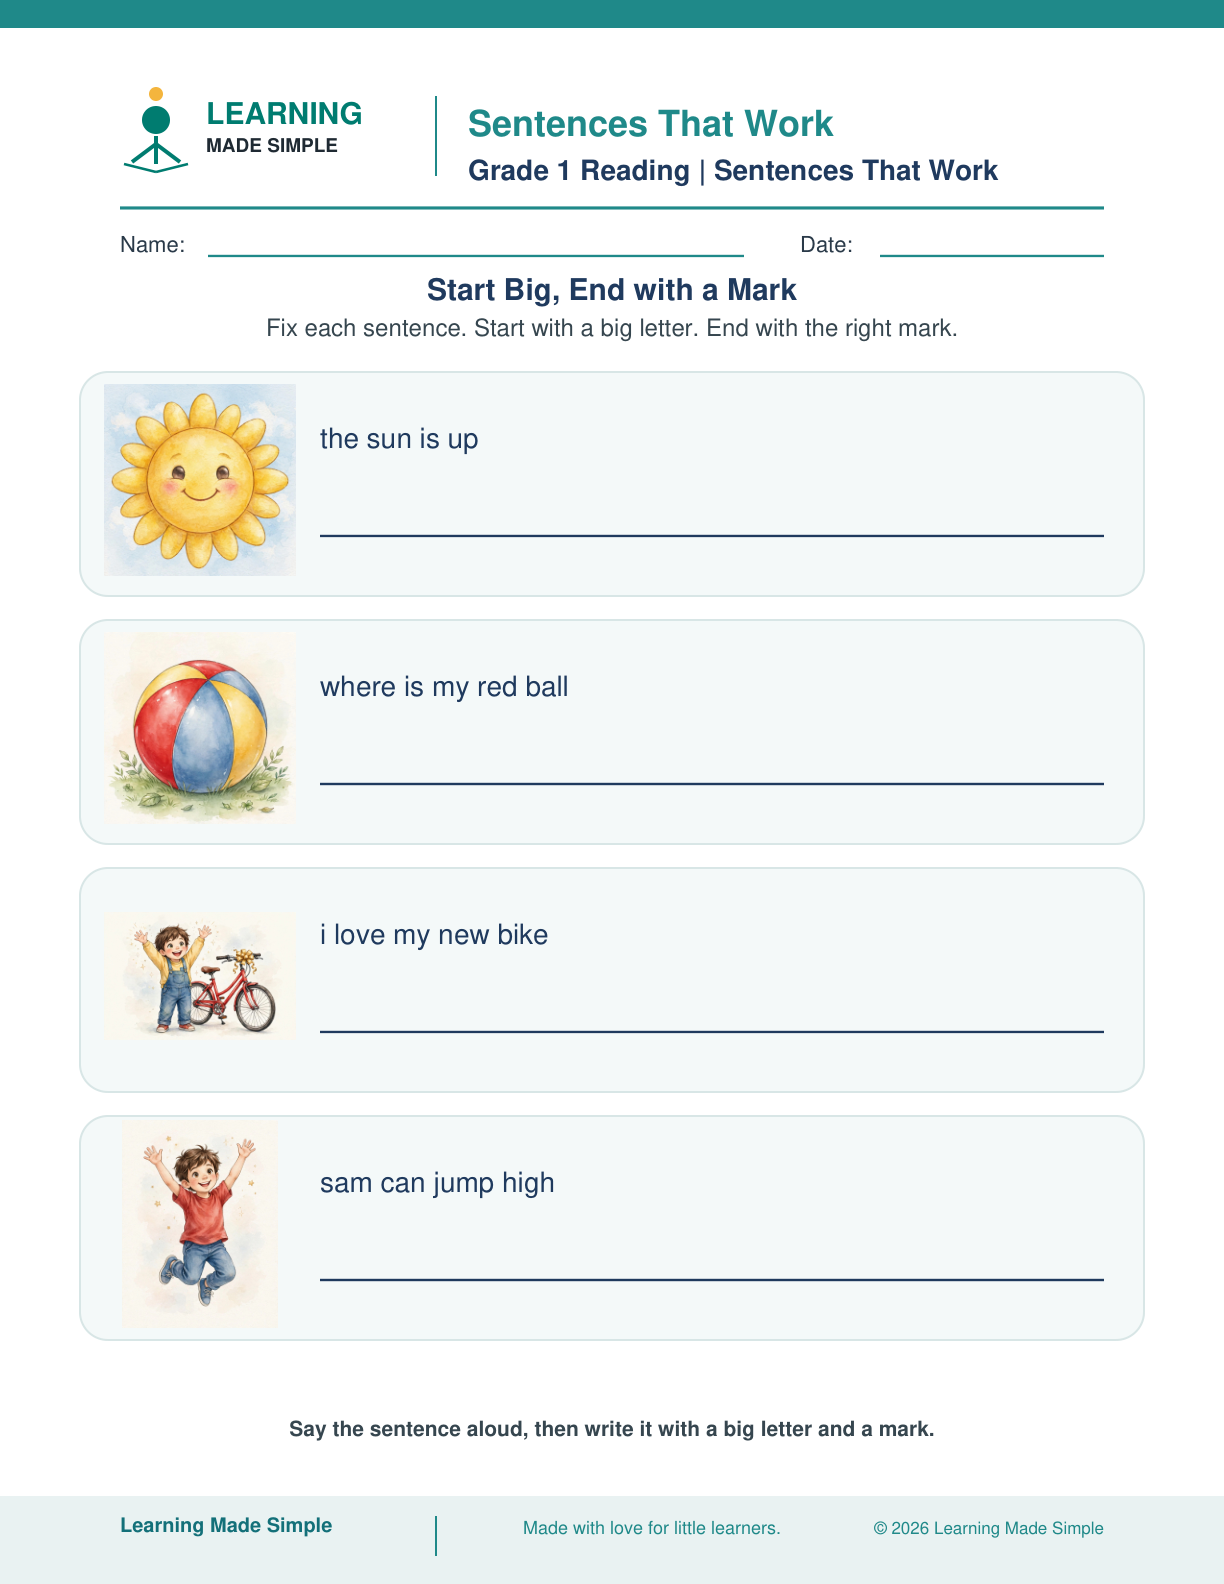 LEARNING
MADE SIMPLE
Sentences That Work
Grade 1 Reading | Sentences That Work
Name:
Date:
Start Big, End with a Mark
Fix each sentence. Start with a big letter. End with the right mark.
the sun is up
where is my red ball
i love my new bike
sam can jump high
Say the sentence aloud, then write it with a big letter and a mark.
Learning Made Simple
Made with love for little learners.
© 2026 Learning Made Simple